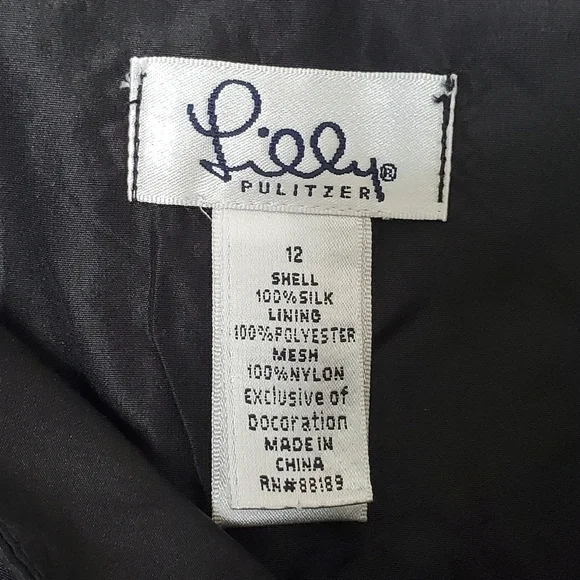 Lilly®
PULITZER
12
SHELL
100%SILK
LINING
100%POLYESTER
MESH
100%NYLON
Exclusive of
Docoration
MADE IN
CHINA
RN#88189